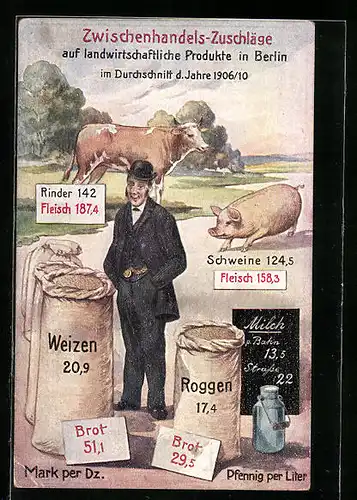 Zwischenhandels-Zuschläge
auf landwirtschaftliche Produkte in Berlin
im Durchschnitt d. Jahre 1906/10
Rinder 142
Fleisch 187,4
Schweine 124,5
Fleisch 158,3
Weizen
20,9
Roggen
17,4
Milch
p. Bahn
13,5
Straße
22
Brot
51,1
Brot
29,5
Mark per Dz.
Pfennig per Liter